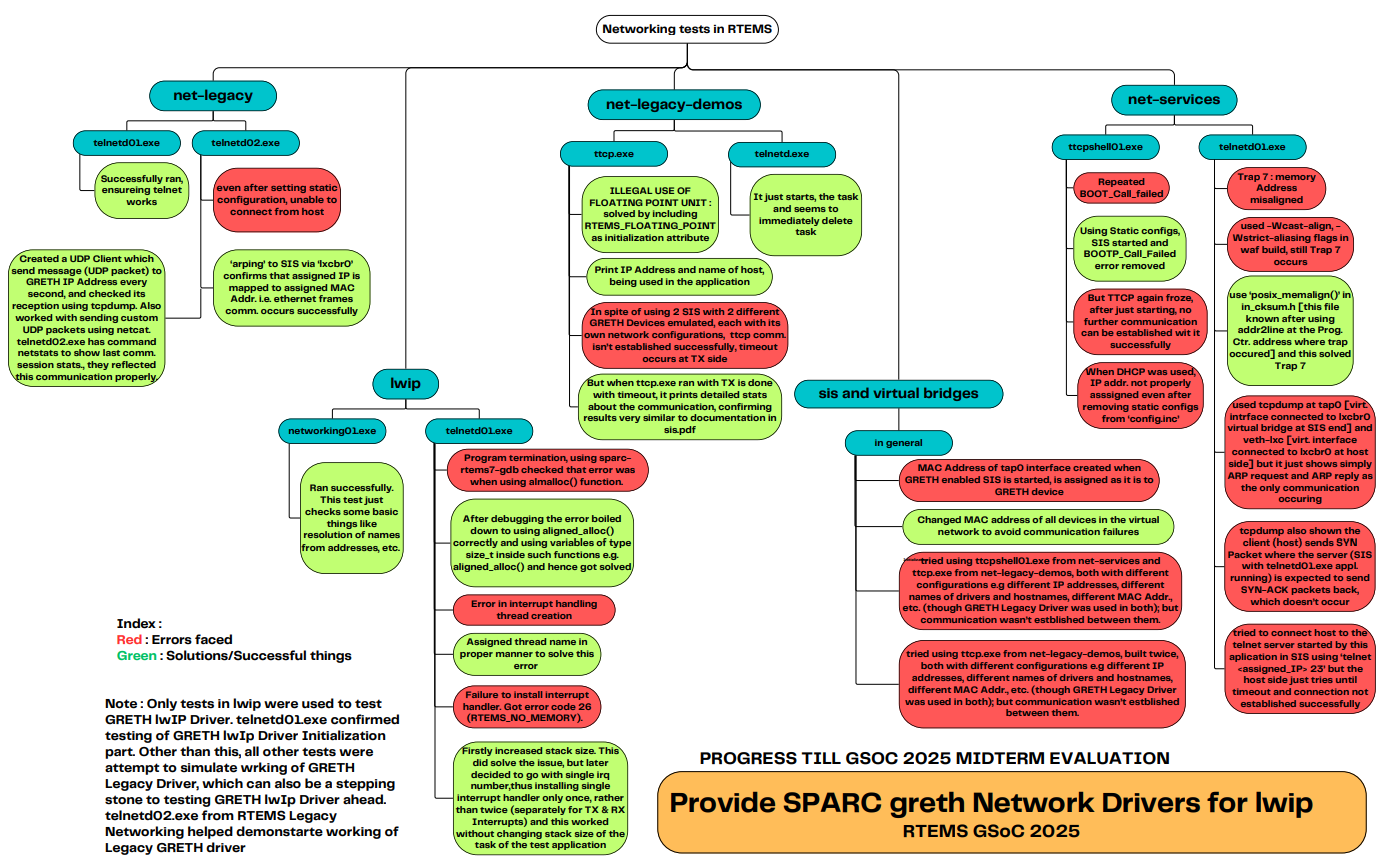 Networking tests in RTEMS
net-legacy
telnetd01.exe
Successfully ran,
ensureing telnet
works
telnetd02.exe
even after setting static
configuration, unable to
connect from host
'arping' to SIS via 'lxcbr0'
confirms that assigned IP is
mapped to assigned MAC
Addr. i.e. ethernet frames
comm. occurs successfully
Created a UDP Client which
send message (UDP packet) to
GRETH IP Address every
second, and checked its
reception using tcpdump. Also
worked with sending custom
UDP packets using netcat.
telnetd02.exe has command
netstats to show last comm.
session stats., they reflected
this communication properly.
lwip
networking01.exe
Ran successfully.
This test just
checks some basic
things like
resolution of names
from addresses, etc.
telnetd01.exe
Program termination, using sparc-
rtems7-gdb checked that error was
when using almalloc() function.
After debugging the error boiled
down to using aligned_alloc()
correctly and using variables of type
size_t inside such functions e.g.
aligned_alloc() and hence got solved
Error in interrupt handling
thread creation
Assigned thread name in
proper manner to solve this
error
Failure to install interrupt
handler. Got error code 26
(RTEMS_NO_MEMORY).
Firstly increased stack size. This
did solve the issue, but later
decided to go with single irq
number,thus installing single
interrupt handler only once, rather
than twice (separately for TX & RX
Interrupts) and this worked
without changing stack size of the
task of the test application
net-legacy-demos
ttcp.exe
ILLEGAL USE OF
FLOATING POINT UNIT :
solved by including
RTEMS_FLOATING_POINT
as initialization attribute
Print IP Address and name of host,
being used in the application
In spite of using 2 SIS with 2 different
GRETH Devices emulated, each with its
own network configurations, ttcp comm.
isn't established successfully, timeout
occurs at TX side
But when ttcp.exe ran with TX is done
with timeout, it prints detailed stats
about the communication, confirming
results very similar to documentation in
sis.pdf
telnetd.exe
It just starts, the task
and seems to
immediately delete
task
sis and virtual bridges
in general
MAC Address of tap0 interface created when
GRETH enabled SIS is started, is assigned as it is to
GRETH device
Changed MAC address of all devices in the virtual
network to avoid communication failures
tried using ttcpshell01.exe from net-services and
ttcp.exe from net-legacy-demos, both with different
configurations e.g different IP addresses, different
names of drivers and hostnames, different MAC Addr.,
etc. (though GRETH Legacy Driver was used in both); but
communication wasn't estblished between them.
tried using ttcp.exe from net-legacy-demos, built twice,
both with different configurations e.g different IP
addresses, different names of drivers and hostnames,
different MAC Addr., etc. (though GRETH Legacy Driver
was used in both); but communication wasn't estblished
between them.
net-services
ttcpshell01.exe
Repeated
BOOT_Call_failed
Using Static configs,
SIS started and
BOOTP_Call_Failed
error removed
But TTCP again froze,
after just starting, no
further communication
can be established wit it
successfully
When DHCP was used,
IP addr. not properly
asssigned even after
removing static configs
from 'config.inc'
telnetd01.exe
Trap 7 : memory
Address
misaligned
used -Wcast-align, -
Wstrict-aliasing flags in
waf build, still Trap 7
occurs
use 'posix_memalign()' in
in_cksum.h [this file
known after using
addr2line at the Prog.
Ctr. address where trap
occured] and this solved
Trap 7
used tcpdump at tap0 [virt.
intrface connected to lxcbr0
virtual bridge at SIS end] and
veth-lxc [virt. interface
connected to lxcbr0 at host
side] but it just shows simply
ARP request and ARP reply as
the only communication
occuring
tcpdump also shown the
client (host) sends SYN
Packet where the server (SIS
with telnetd01.exe appl.
running) is expected to send
SYN-ACK packets back,
which doesn't occur
tried to connect host to the
telnet server started by this
aplication in SIS using 'telnet
<assigned_IP> 23' but the
host side just tries until
timeout and connection not
established successfully
Index :
Red : Errors faced
Green : Solutions/Successful things
Note : Only tests in lwip were used to test
GRETH lwIP Driver. telnetd01.exe confirmed
testing of GRETH lwIp Driver Initialization
part. Other than this, all other tests were
attempt to simulate wrking of GRETH
Legacy Driver, which can also be a stepping
stone to testing GRETH lwIp Driver ahead.
telnetd02.exe from RTEMS Legacy
Networking helped demonstarte working of
Legacy GRETH driver
PROGRESS TILL GSOC 2025 MIDTERM EVALUATION
Provide SPARC greth Network Drivers for lwip
RTEMS GSoC 2025